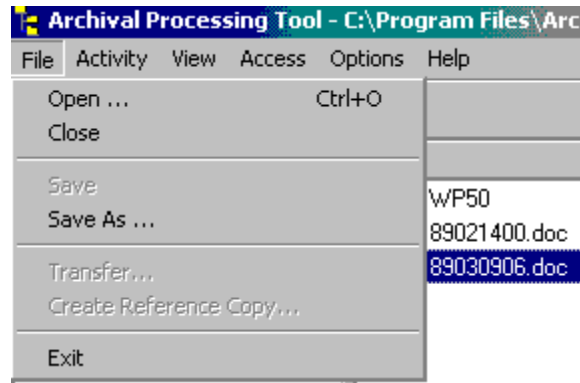 Archival Processing Tool - C:\Program Files\Arc
File Activity View Access Options Help
Open ... Ctrl+O
Close
Save
Save As ...
Transfer...
Create Reference Copy...
Exit
WP50
89021400.doc
89030906.doc